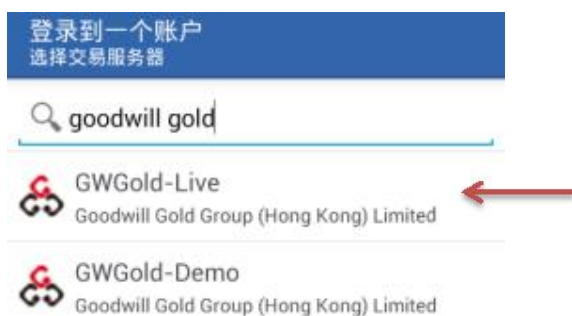 登录到一个账户
选择交易服务器
goodwill gold
GWGold-Live
Goodwill Gold Group (Hong Kong) Limited
GWGold-Demo
Goodwill Gold Group (Hong Kong) Limited